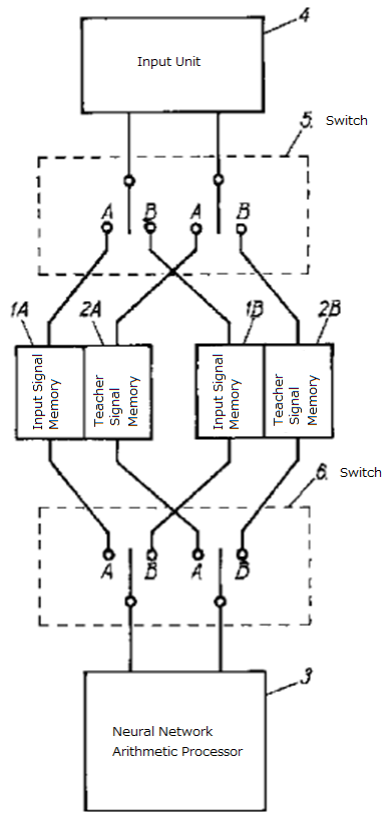 4
Input Unit
5. Switch
A B A B
1A 2A 1B 2B
Input Signal
Memory
Teacher
Signal
Memory
Input Signal
Memory
Teacher
Signal
Memory
6. Switch
A B A B
3
Neural Network
Arithmetic Processor